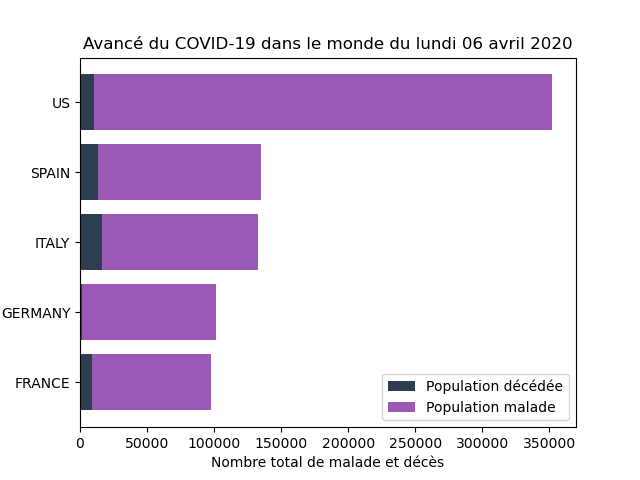 Avancé du COVID-19 dans le monde du lundi 06 avril 2020
US
SPAIN
ITALY
GERMANY
FRANCE
Population décédée
Population malade
0 50000 100000 150000 200000 250000 300000 350000
Nombre total de malade et décès